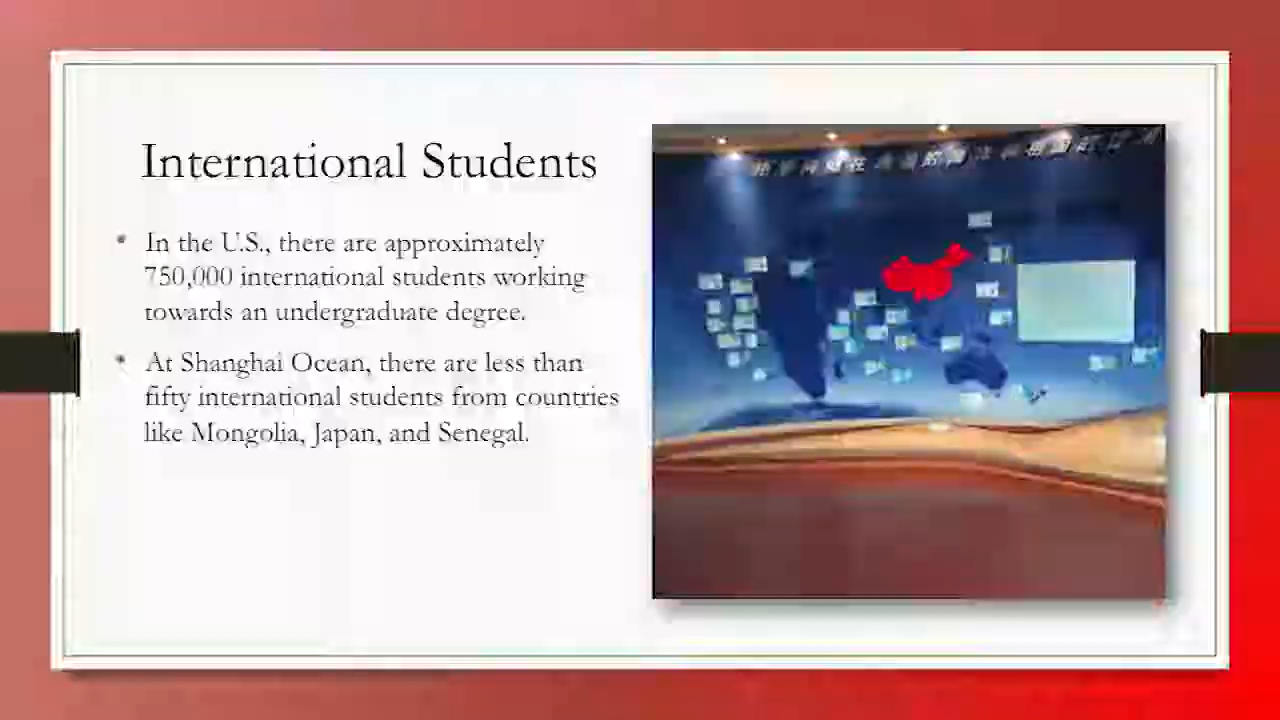 International Students
• In the U.S., there are approximately
750,000 international students working
towards an undergraduate degree.
• At Shanghai Ocean, there are less than
fifty international students from countries
like Mongolia, Japan, and Senegal.